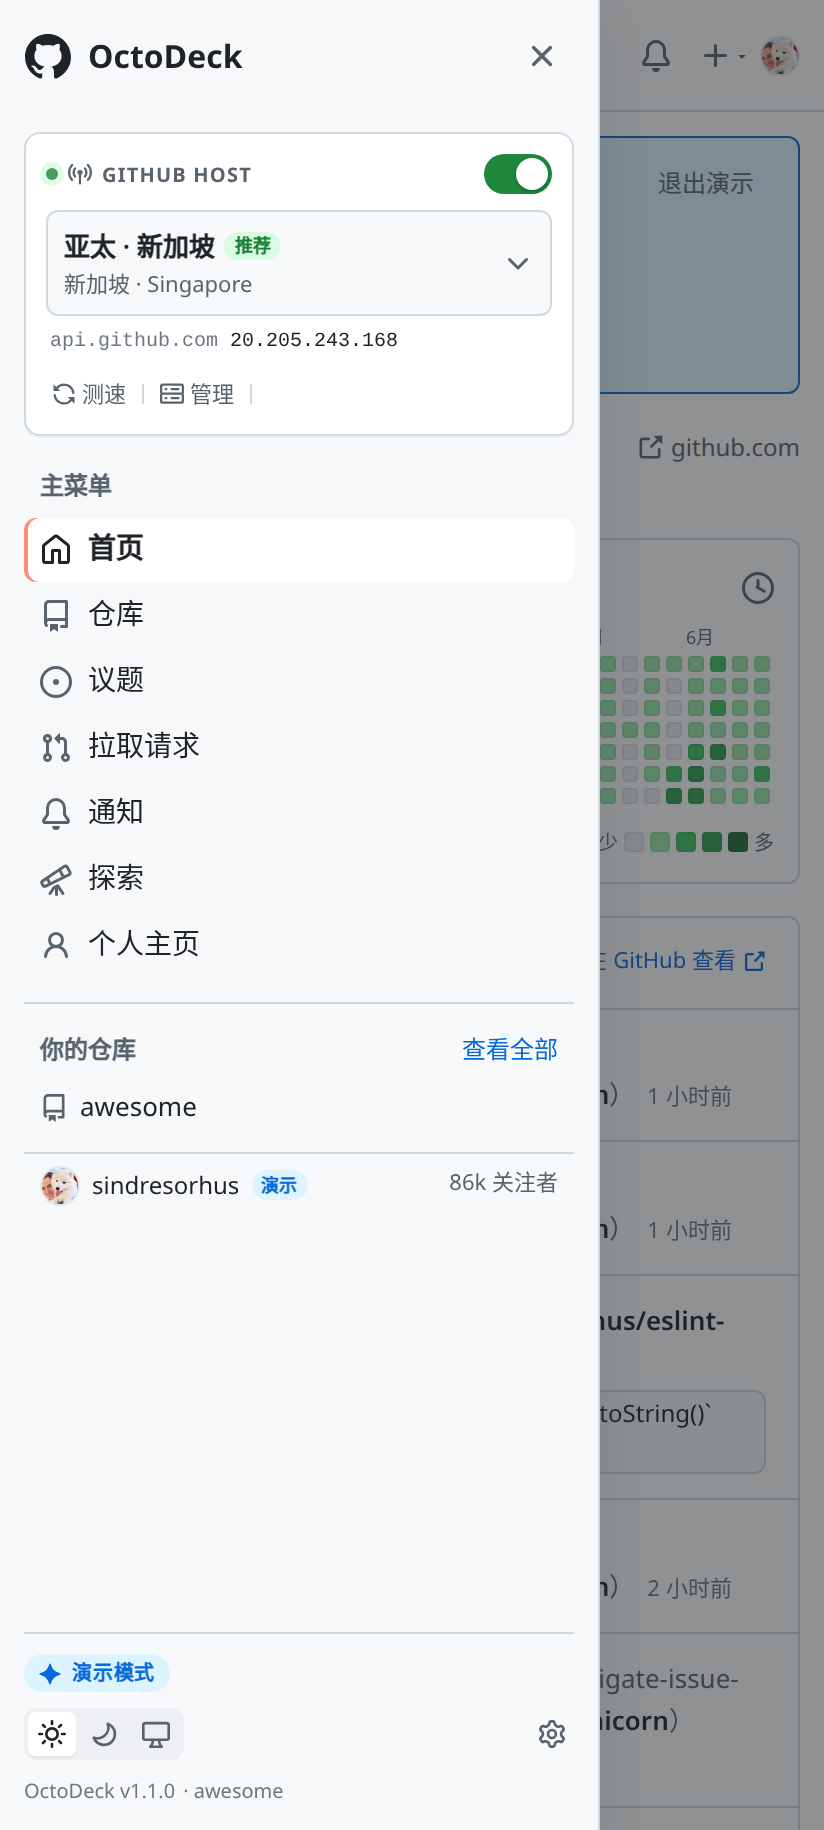 OctoDeck
GITHUB HOST
亚太 · 新加坡 推荐
新加坡 · Singapore
api.github.com 20.205.243.168
测速
管理
主菜单
首页
仓库
议题
拉取请求
通知
探索
个人主页
你的仓库 查看全部
awesome
sindresorhus 演示 86k 关注者
演示模式
OctoDeck v1.1.0 · awesome
退出演示
github.com
6月
少 多
GitHub 查看
n） 1 小时前
n） 1 小时前
us/eslint-
toString()`
n） 2 小时前
igate-issue-
nicorn）